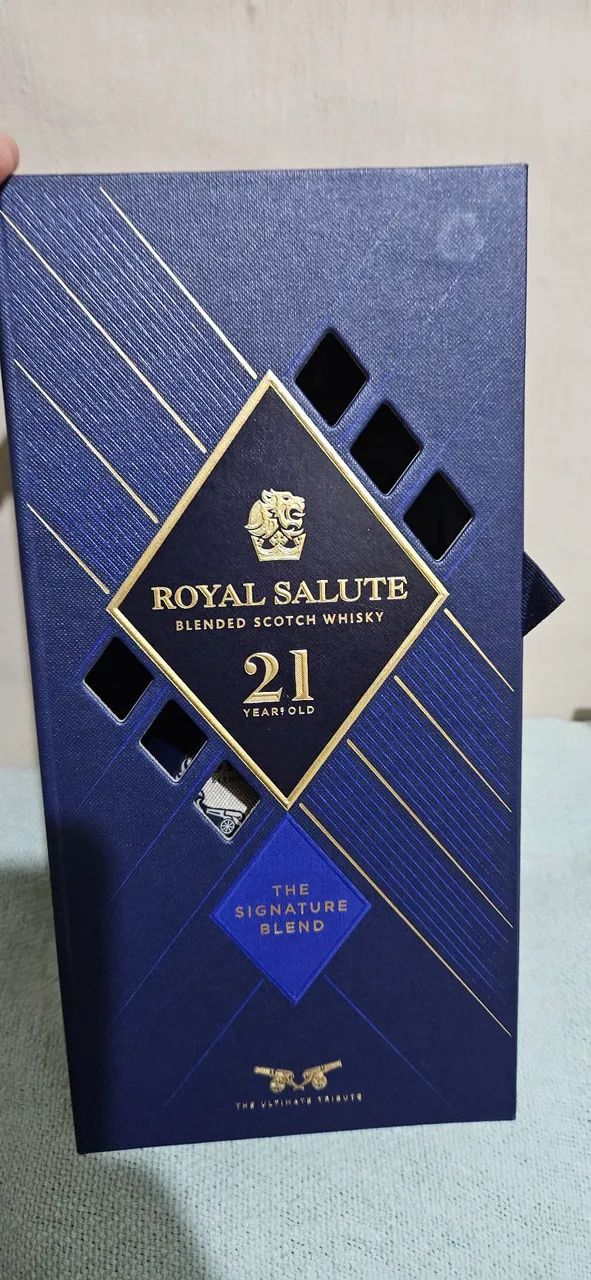 ROYAL SALUTE
BLENDED SCOTCH WHISKY
21
YEARS OLD
THE
SIGNATURE
BLEND
THE ULTIMATE TRIBUTE